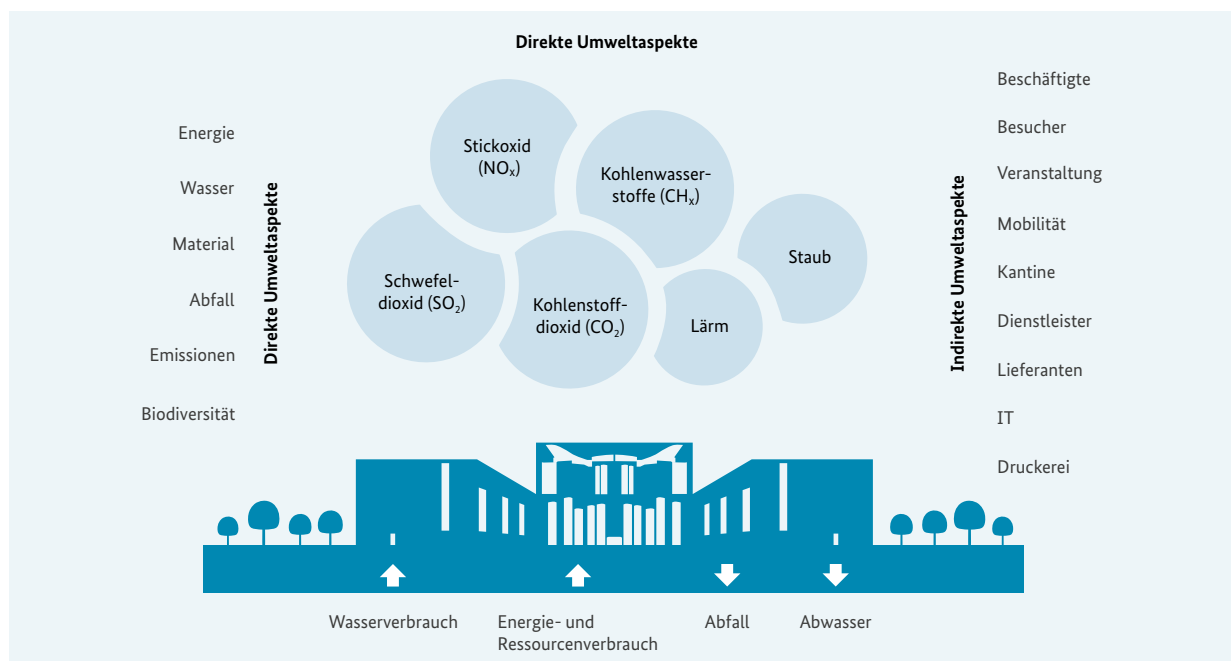 Direkte Umweltaspekte
Energie
Wasser
Material
Abfall
Emissionen
Biodiversität
Direkte Umweltaspekte
Stickoxid
(NOₓ)
Kohlenwasser-
stoffe (CHₓ)
Staub
Schwefel-
dioxid (SO₂)
Kohlenstoff-
dioxid (CO₂)
Lärm
Indirekte Umweltaspekte
Beschäftigte
Besucher
Veranstaltung
Mobilität
Kantine
Dienstleister
Lieferanten
IT
Druckerei
Wasserverbrauch
Energie- und
Ressourcenverbrauch
Abfall
Abwasser